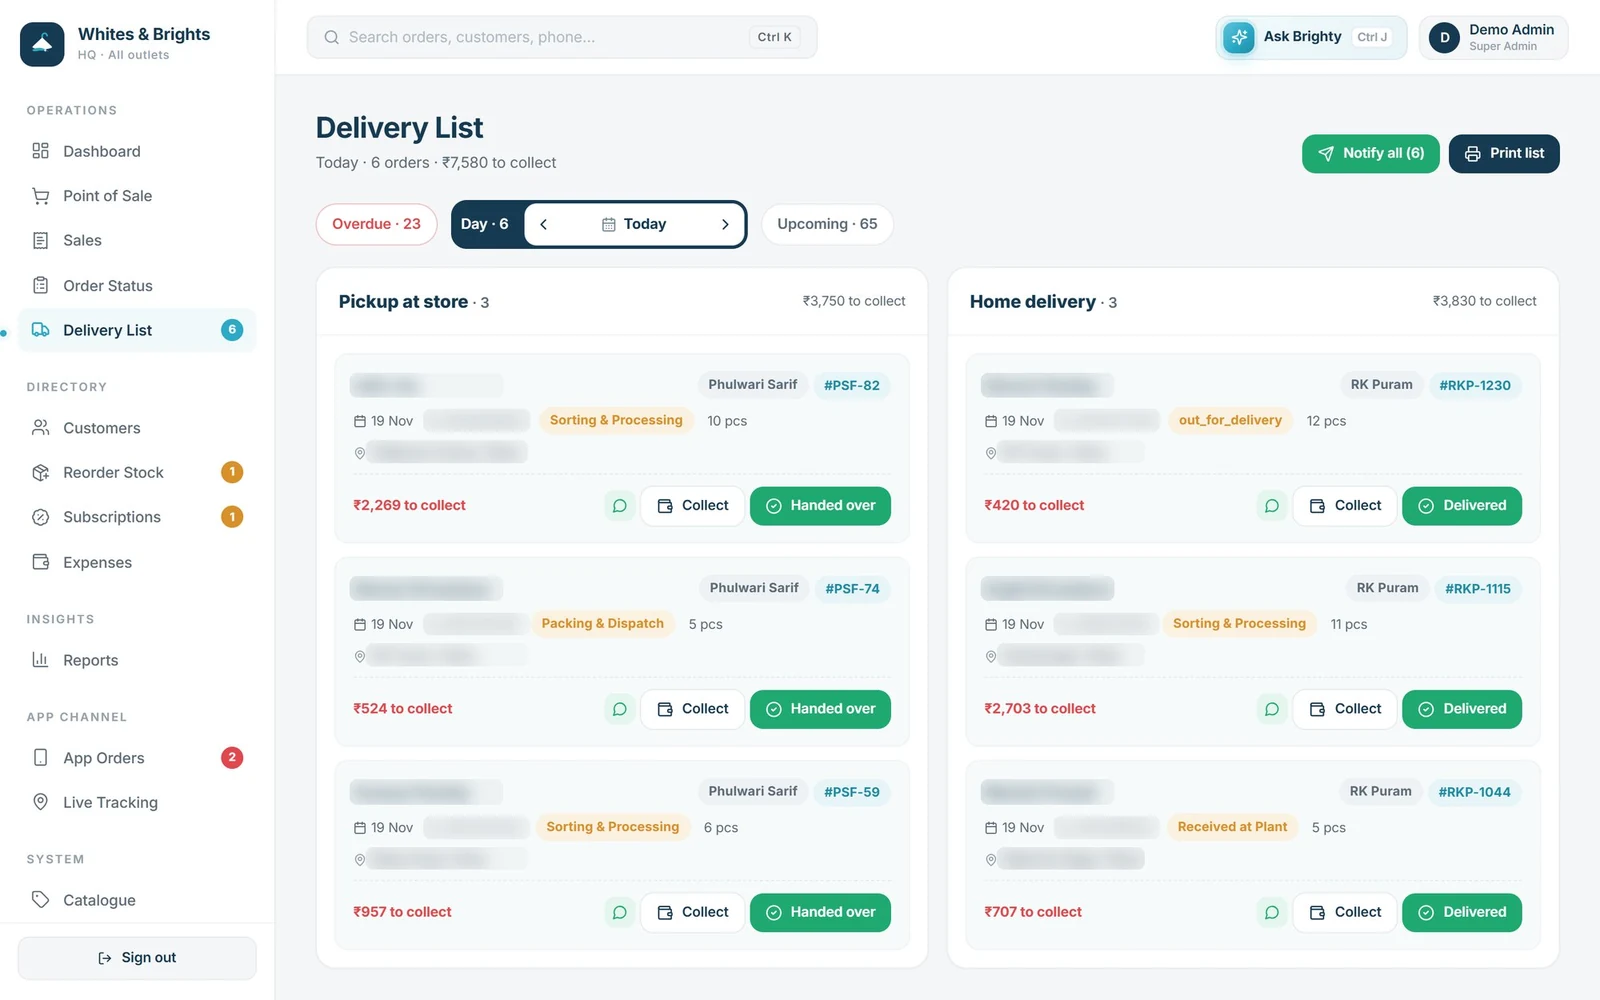 Whites & Brights
HQ · All outlets
OPERATIONS
Dashboard
Point of Sale
Sales
Order Status
Delivery List 6
DIRECTORY
Customers
Reorder Stock 1
Subscriptions 1
Expenses
INSIGHTS
Reports
APP CHANNEL
App Orders 2
Live Tracking
SYSTEM
Catalogue
Sign out
Search orders, customers, phone... Ctrl K
Ask Brighty Ctrl J
D Demo Admin
Super Admin
Delivery List
Today · 6 orders · ₹7,580 to collect
Notify all (6) Print list
Overdue · 23 Day · 6 Today Upcoming · 65
Pickup at store · 3 ₹3,750 to collect
Phulwari Sarif #PSF-82
19 Nov Sorting & Processing 10 pcs
₹2,269 to collect Collect Handed over
Phulwari Sarif #PSF-74
19 Nov Packing & Dispatch 5 pcs
₹524 to collect Collect Handed over
Phulwari Sarif #PSF-59
19 Nov Sorting & Processing 6 pcs
₹957 to collect Collect Handed over
Home delivery · 3 ₹3,830 to collect
RK Puram #RKP-1230
19 Nov out_for_delivery 12 pcs
₹420 to collect Collect Delivered
RK Puram #RKP-1115
19 Nov Sorting & Processing 11 pcs
₹2,703 to collect Collect Delivered
RK Puram #RKP-1044
19 Nov Received at Plant 5 pcs
₹707 to collect Collect Delivered